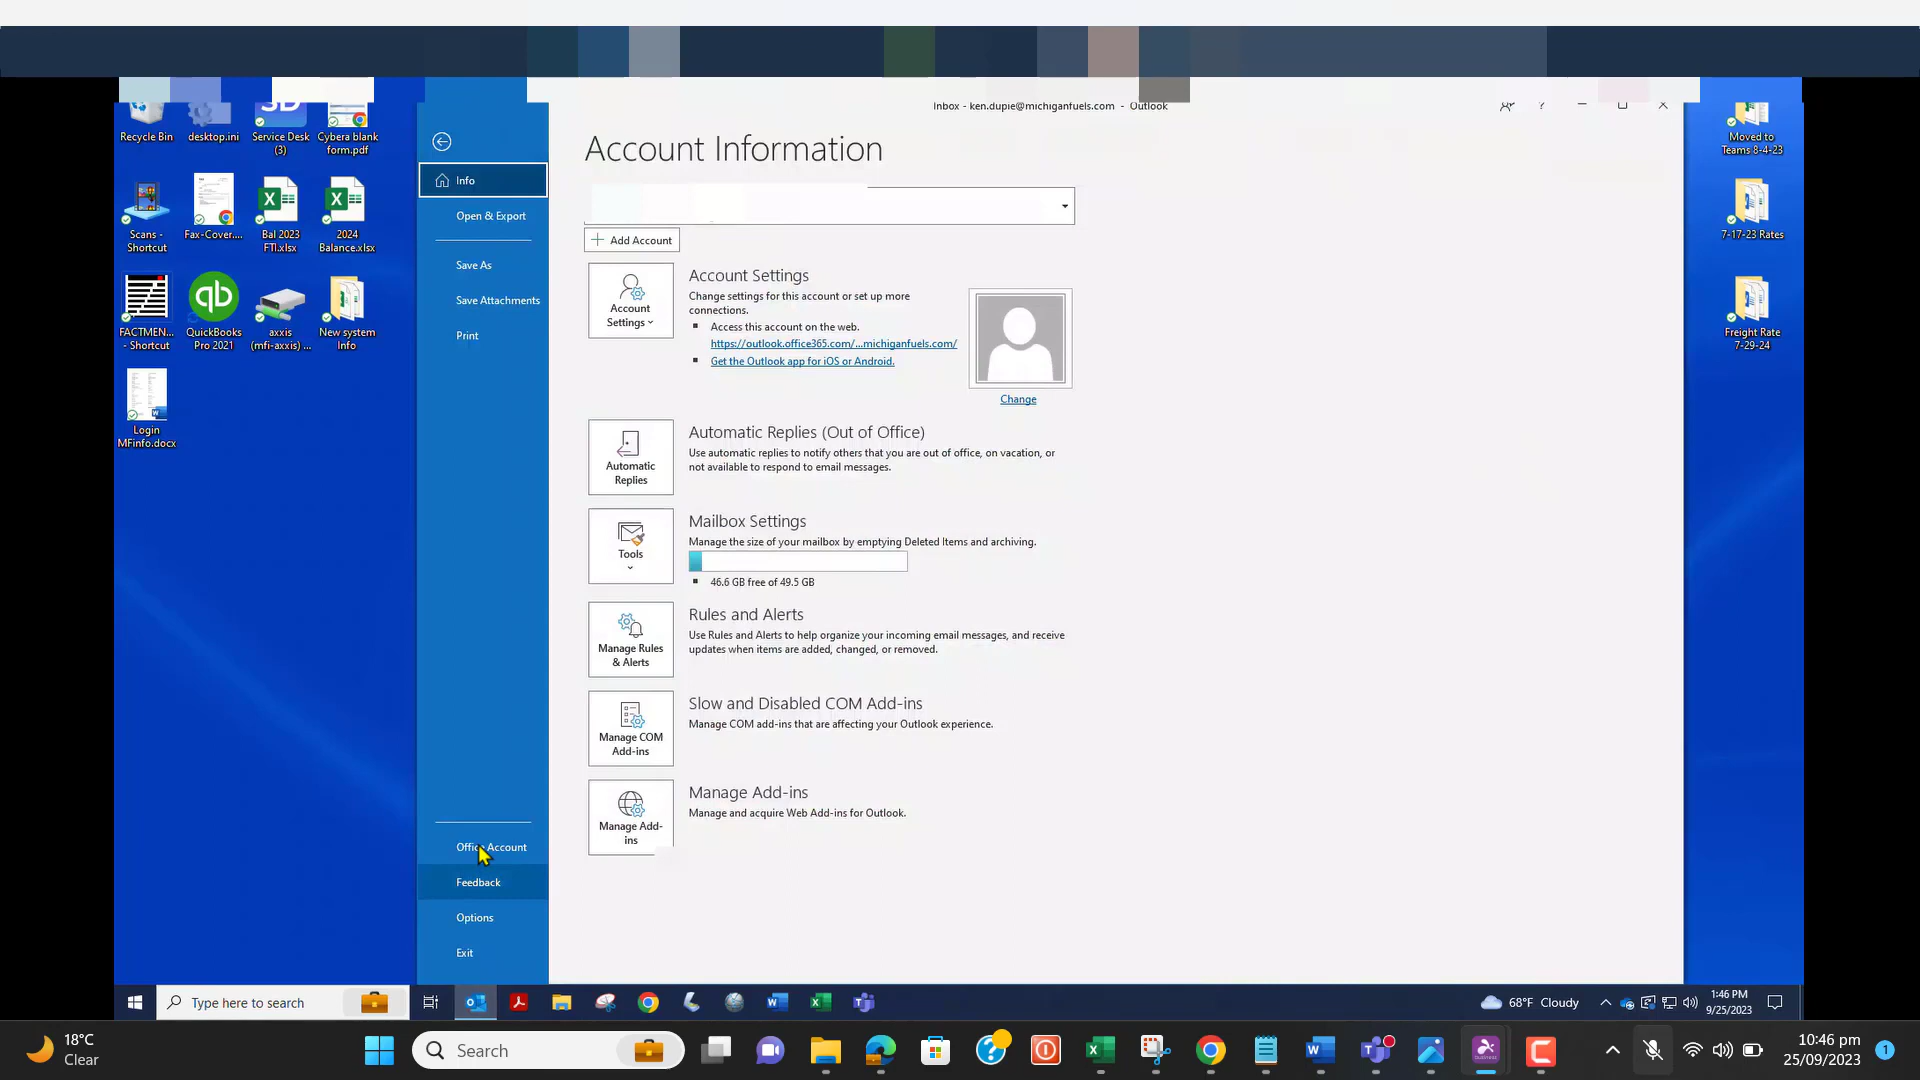 Inbox - ken.dupie@michiganfuels.com - Outlook
?
Recycle Bin
desktop.ini
Service Desk
(3)
Cybera blank
form.pdf
Moved to
Teams 8-4-23
Account Information
Info
Open & Export
Save As
Save Attachments
Print
Scans -
Shortcut
Fax-Cover....
Bal 2023
FTI.xlsx
2024
Balance.xlsx
7-17-23 Rates
Add Account
Account
Settings
Account Settings
Change settings for this account or set up more
connections.
Access this account on the web.
https://outlook.office365.com/...michiganfuels.com/
Get the Outlook app for iOS or Android.
Change
FACTMEN...
- Shortcut
qb
QuickBooks
Pro 2021
axxis
(mfi-axxis) ...
New system
Info
Freight Rate
7-29-24
Login
MFinfo.docx
Automatic
Replies
Automatic Replies (Out of Office)
Use automatic replies to notify others that you are out of office, on vacation, or
not available to respond to email messages.
Tools
Mailbox Settings
Manage the size of your mailbox by emptying Deleted Items and archiving.
46.6 GB free of 49.5 GB
Manage Rules
& Alerts
Rules and Alerts
Use Rules and Alerts to help organize your incoming email messages, and receive
updates when items are added, changed, or removed.
Manage COM
Add-ins
Slow and Disabled COM Add-ins
Manage COM add-ins that are affecting your Outlook experience.
Manage Add-
ins
Manage Add-ins
Manage and acquire Web Add-ins for Outlook.
Office Account
Feedback
Options
Exit
Type here to search
68°F Cloudy
1:46 PM
9/25/2023
18°C
Clear
Search
10:46 pm
25/09/2023
1